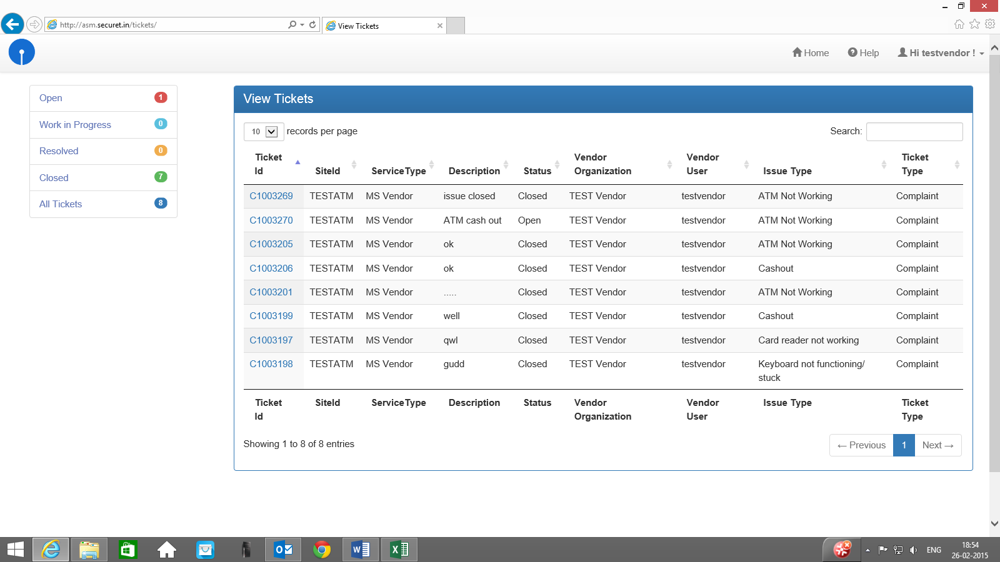 http://asm.securet.in/tickets/
View Tickets
Home Help Hi testvendor !
Open 1
Work in Progress 0
Resolved 0
Closed 7
All Tickets 8
View Tickets
10 records per page Search:
Ticket Id SiteId ServiceType Description Status Vendor Organization Vendor User Issue Type Ticket Type
C1003269 TESTATM MS Vendor issue closed Closed TEST Vendor testvendor ATM Not Working Complaint
C1003270 TESTATM MS Vendor ATM cash out Open TEST Vendor testvendor ATM Not Working Complaint
C1003205 TESTATM MS Vendor ok Closed TEST Vendor testvendor ATM Not Working Complaint
C1003206 TESTATM MS Vendor ok Closed TEST Vendor testvendor Cashout Complaint
C1003201 TESTATM MS Vendor ..... Closed TEST Vendor testvendor ATM Not Working Complaint
C1003199 TESTATM MS Vendor well Closed TEST Vendor testvendor Cashout Complaint
C1003197 TESTATM MS Vendor qwl Closed TEST Vendor testvendor Card reader not working Complaint
C1003198 TESTATM MS Vendor gudd Closed TEST Vendor testvendor Keyboard not functioning/ stuck Complaint
Ticket Id SiteId ServiceType Description Status Vendor Organization Vendor User Issue Type Ticket Type
Showing 1 to 8 of 8 entries
← Previous 1 Next →
ENG
18:54
26-02-2015